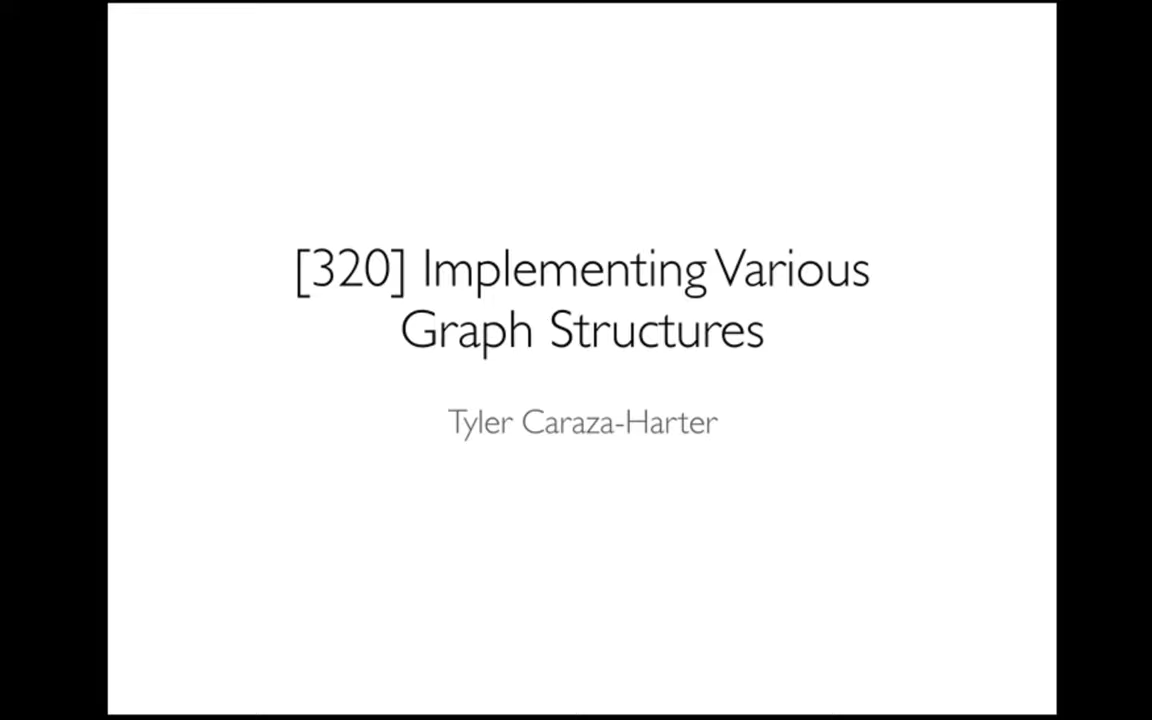 [320] Implementing Various
Graph Structures
Tyler Caraza-Harter